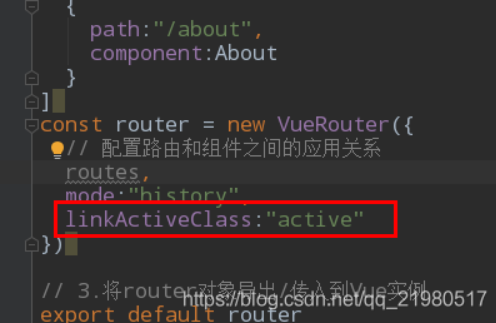 {
path:"/about",
component:About
}
]
const router = new VueRouter({
// 配置路由和组件之间的应用关系
routes,
mode:"history",
linkActiveClass:"active"
})
// 3.将router对象导出/传入到Vue实例
https://blog.csdn.net/qq_21980517
export default router